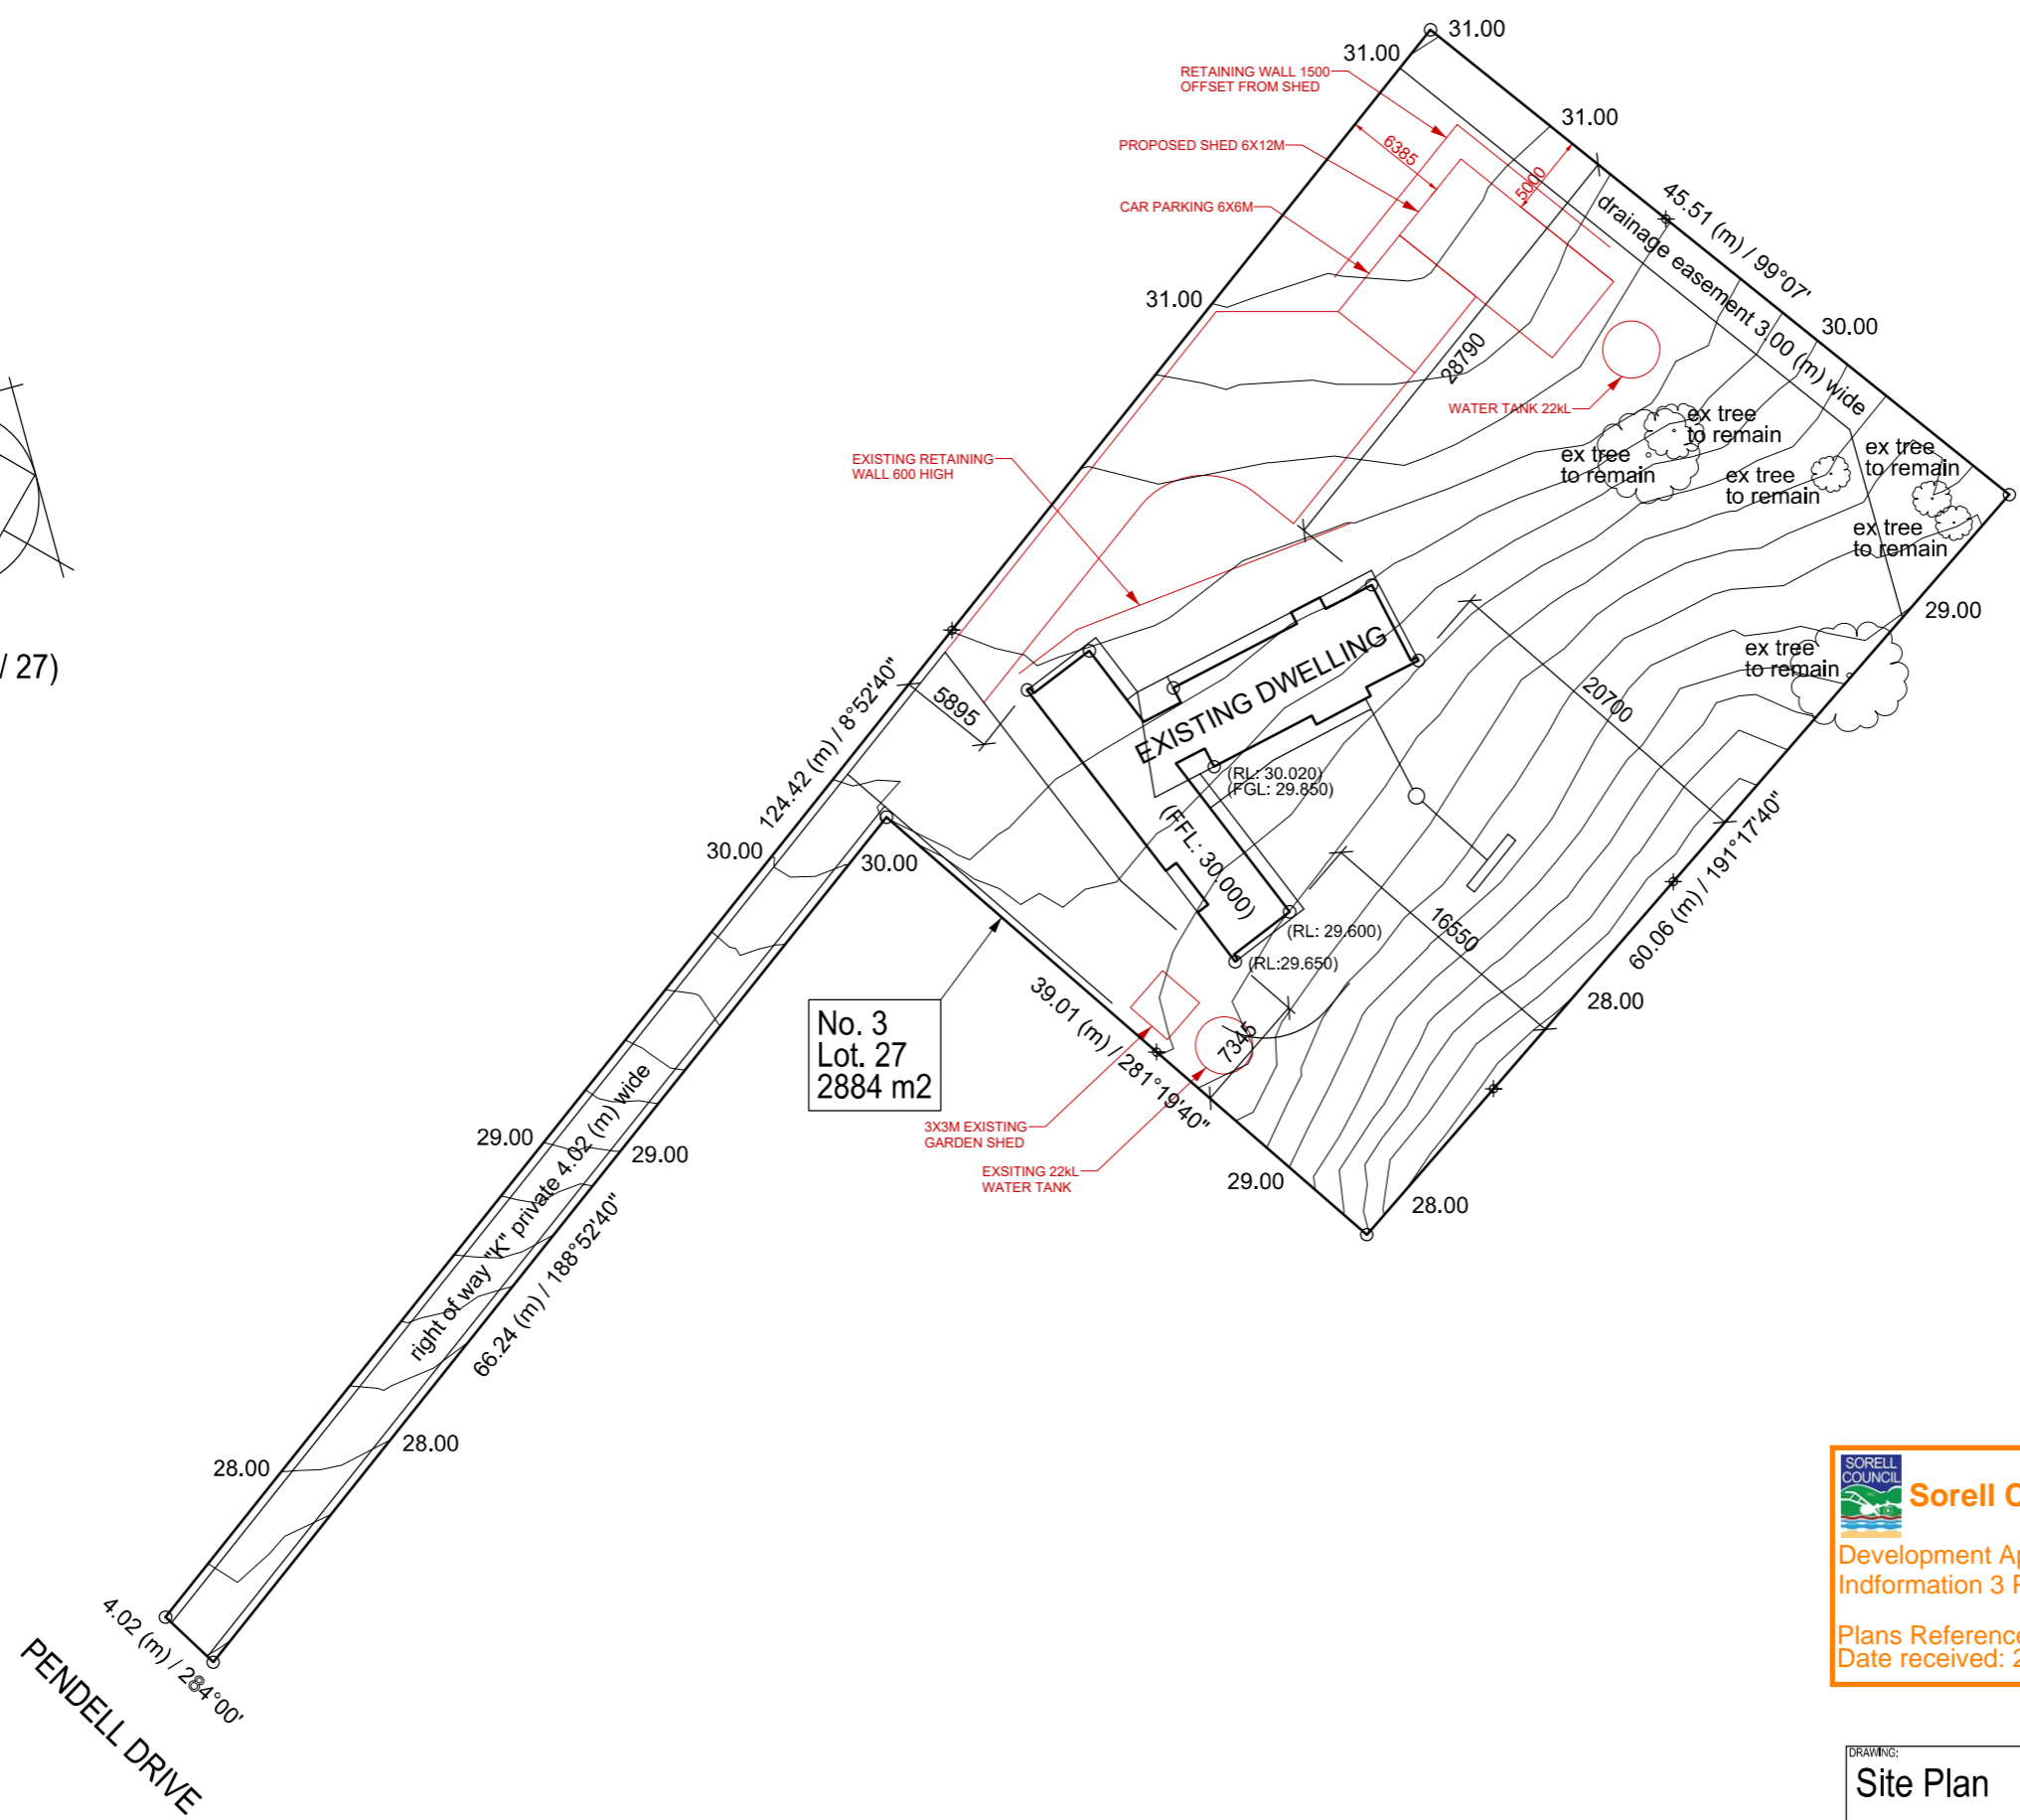 31.00
31.00
RETAINING WALL 1500
OFFSET FROM SHED
31.00
PROPOSED SHED 6X12M
6385
5000
CAR PARKING 6X6M
45.51 (m) / 99°07'
drainage easement 3.00 (m) wide
31.00
30.00
28790
WATER TANK 22kL
ex tree
to remain
ex tree
to remain
ex tree
to remain
ex tree
to remain
ex tree
to remain
EXISTING RETAINING
WALL 600 HIGH
29.00
ex tree
to remain
/ 27)
EXISTING DWELLING
20700
5895
124.42 (m) / 8°52'40"
(RL: 30.020)
(FGL: 29.850)
(FFL: 30.000)
30.00
30.00
16550
60.06 (m) / 191°17'40"
(RL: 29.600)
(RL:29.650)
No. 3
Lot. 27
2884 m2
39.01 (m) / 281°19'40"
7345
28.00
3X3M EXISTING
GARDEN SHED
EXSITING 22kL
WATER TANK
29.00
28.00
29.00
29.00
right of way "K" private 4.02 (m) wide
66.24 (m) / 188°52'40"
28.00
28.00
4.02 (m) / 284°00'
PENDELL DRIVE
SORELL
COUNCIL
Sorell C
Development Ap
Indformation 3 P
Plans Reference
Date received: 2
DRAWING:
Site Plan